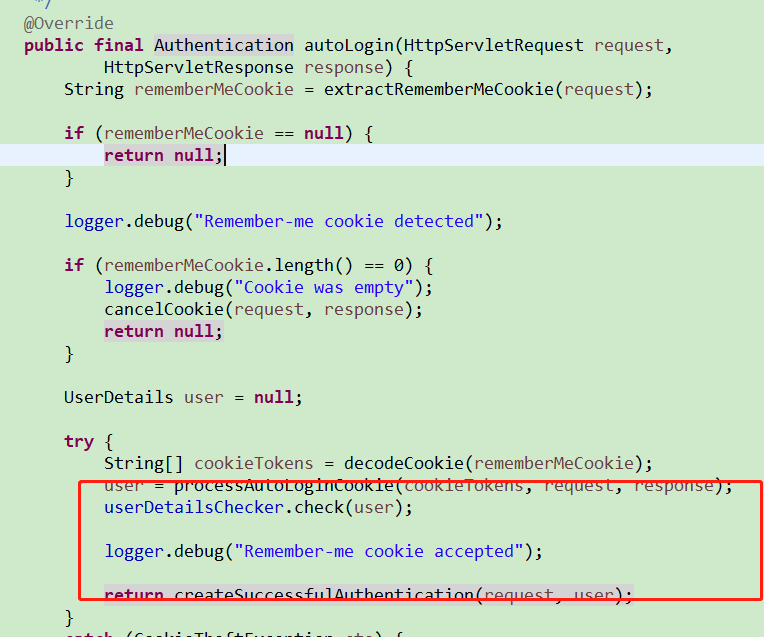 */
@Override
public final Authentication autoLogin(HttpServletRequest request,
HttpServletResponse response) {
String rememberMeCookie = extractRememberMeCookie(request);
if (rememberMeCookie == null) {
return null;
}
logger.debug("Remember-me cookie detected");
if (rememberMeCookie.length() == 0) {
logger.debug("Cookie was empty");
cancelCookie(request, response);
return null;
}
UserDetails user = null;
try {
String[] cookieTokens = decodeCookie(rememberMeCookie);
user = processAutoLoginCookie(cookieTokens, request, response);
userDetailsChecker.check(user);
logger.debug("Remember-me cookie accepted");
return createSuccessfulAuthentication(request, user);
}
catch (CookieTheftException cte) {